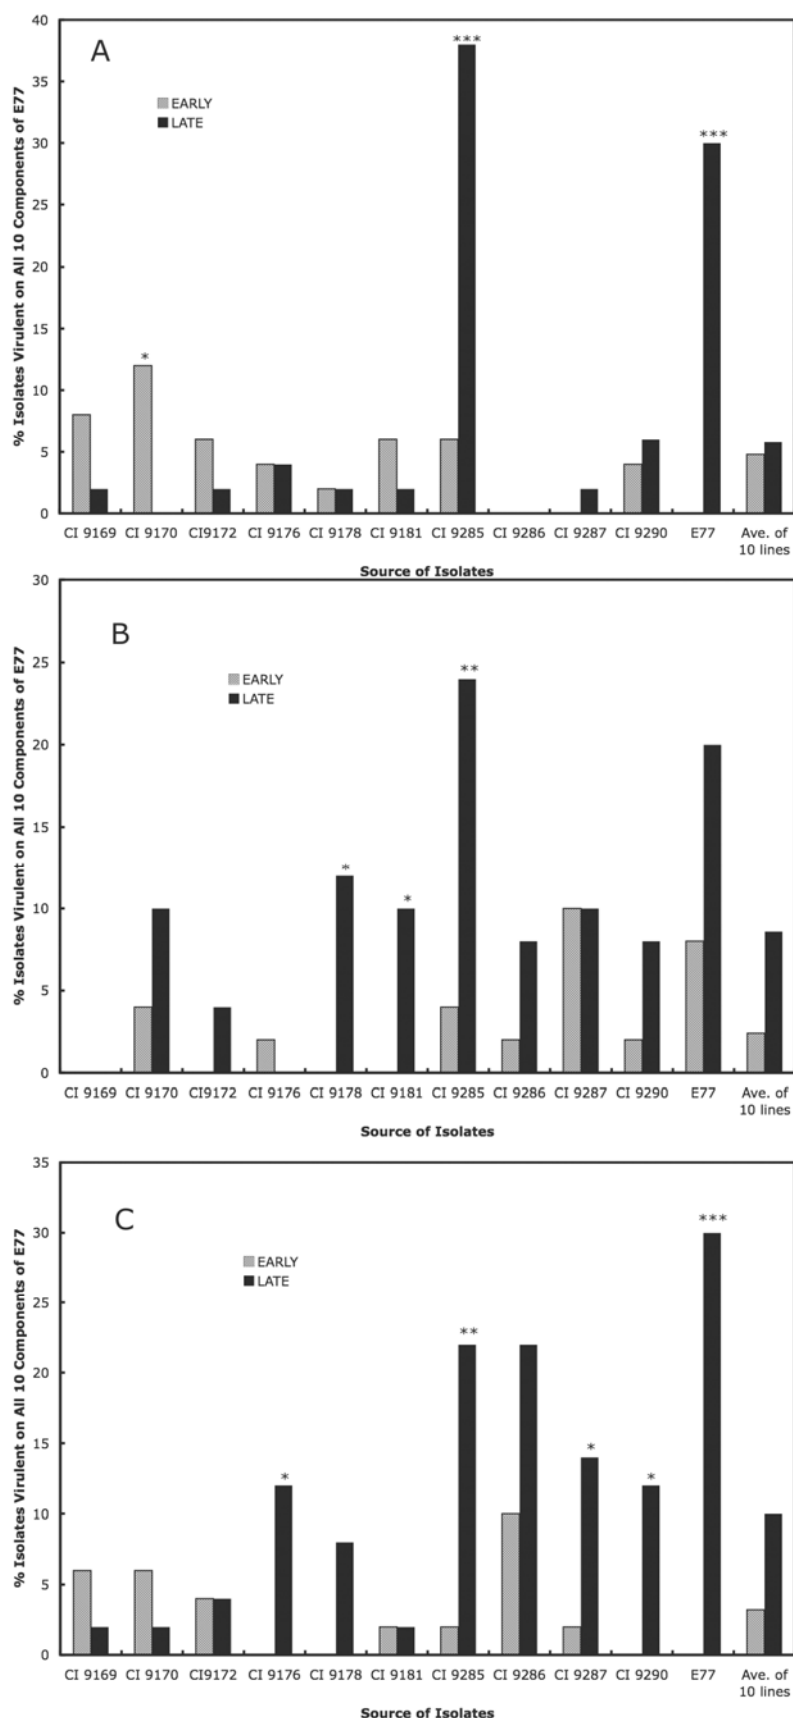 A
% Isolates Virulent on All 10 Components of E77
40
35
30
25
20
15
10
5
0
EARLY
LATE
*
***
***
CI 9169 CI 9170 CI9172 CI 9176 CI 9178 CI 9181 CI 9285 CI 9286 CI 9287 CI 9290 E77 Ave. of
10 lines
Source of Isolates
B
% Isolates Virulent on All 10 Components of E77
30
25
20
15
10
5
0
EARLY
LATE
*
*
**
CI 9169 CI 9170 CI9172 CI 9176 CI 9178 CI 9181 CI 9285 CI 9286 CI 9287 CI 9290 E77 Ave. of
10 lines
Source of Isolates
C
% Isolates Virulent on All 10 Components of E77
35
30
25
20
15
10
5
0
EARLY
LATE
*
**
*
*
***
CI 9169 CI 9170 CI9172 CI 9176 CI 9178 CI 9181 CI 9285 CI 9286 CI 9287 CI 9290 E77 Ave. of
10 lines
Source of Isolates